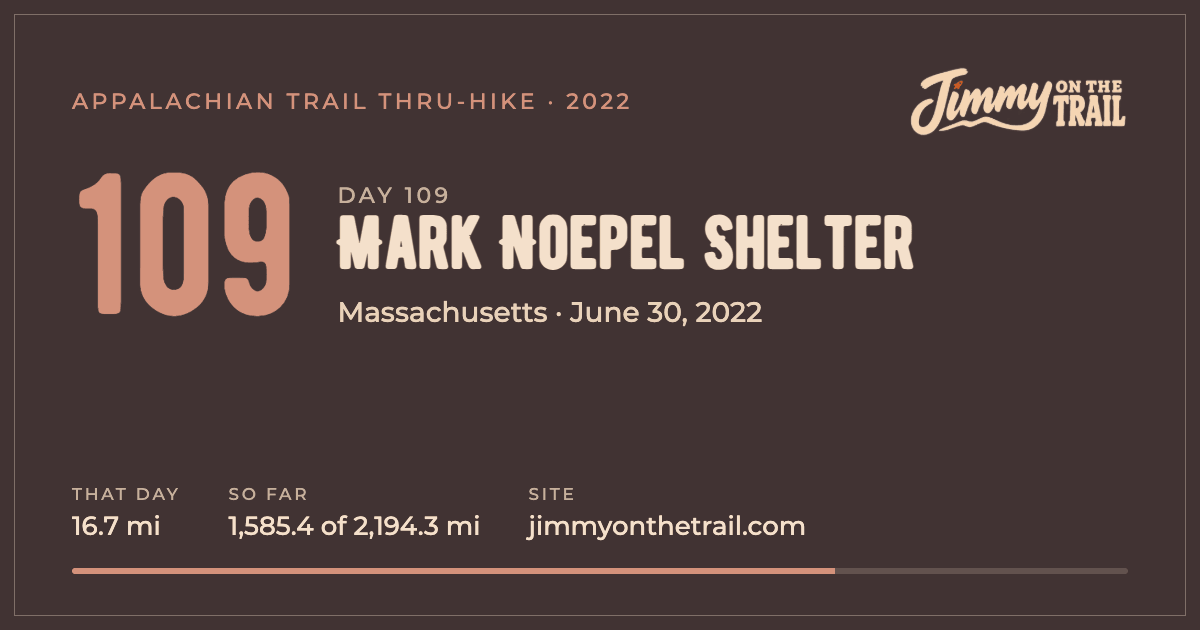 APPALACHIAN TRAIL THRU-HIKE · 2022
Jimmy ON THE TRAIL
109
DAY 109
MARK NOEPEL SHELTER
Massachusetts · June 30, 2022
THAT DAY
16.7 mi
SO FAR
1,585.4 of 2,194.3 mi
SITE
jimmyonthetrail.com